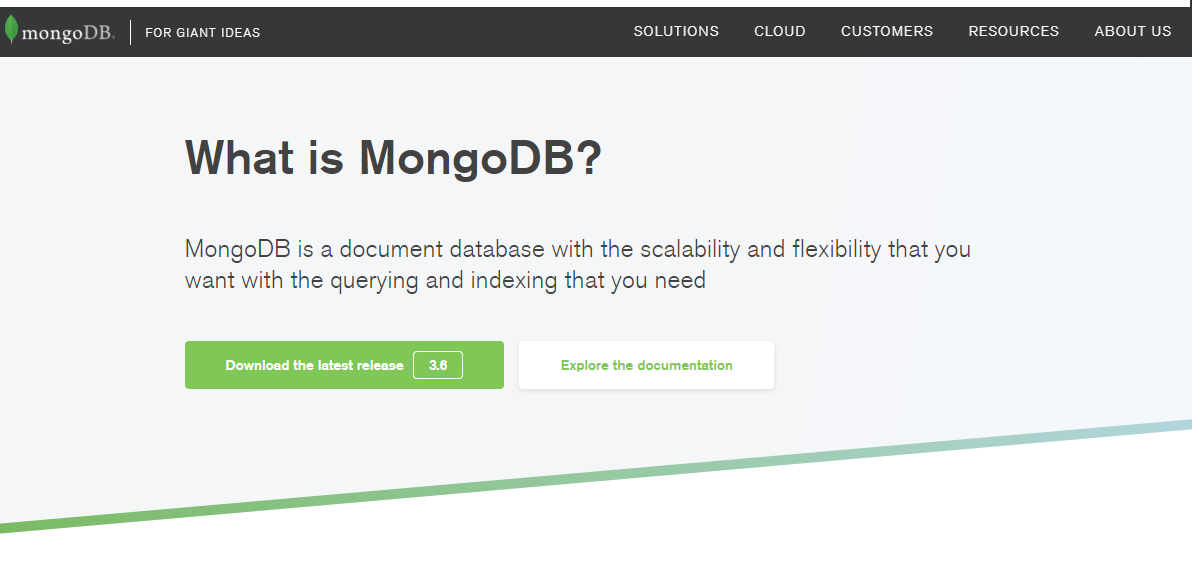 mongoDB. FOR GIANT IDEAS SOLUTIONS CLOUD CUSTOMERS RESOURCES ABOUT US
What is MongoDB?
MongoDB is a document database with the scalability and flexibility that you
want with the querying and indexing that you need
Download the latest release 3.6 Explore the documentation